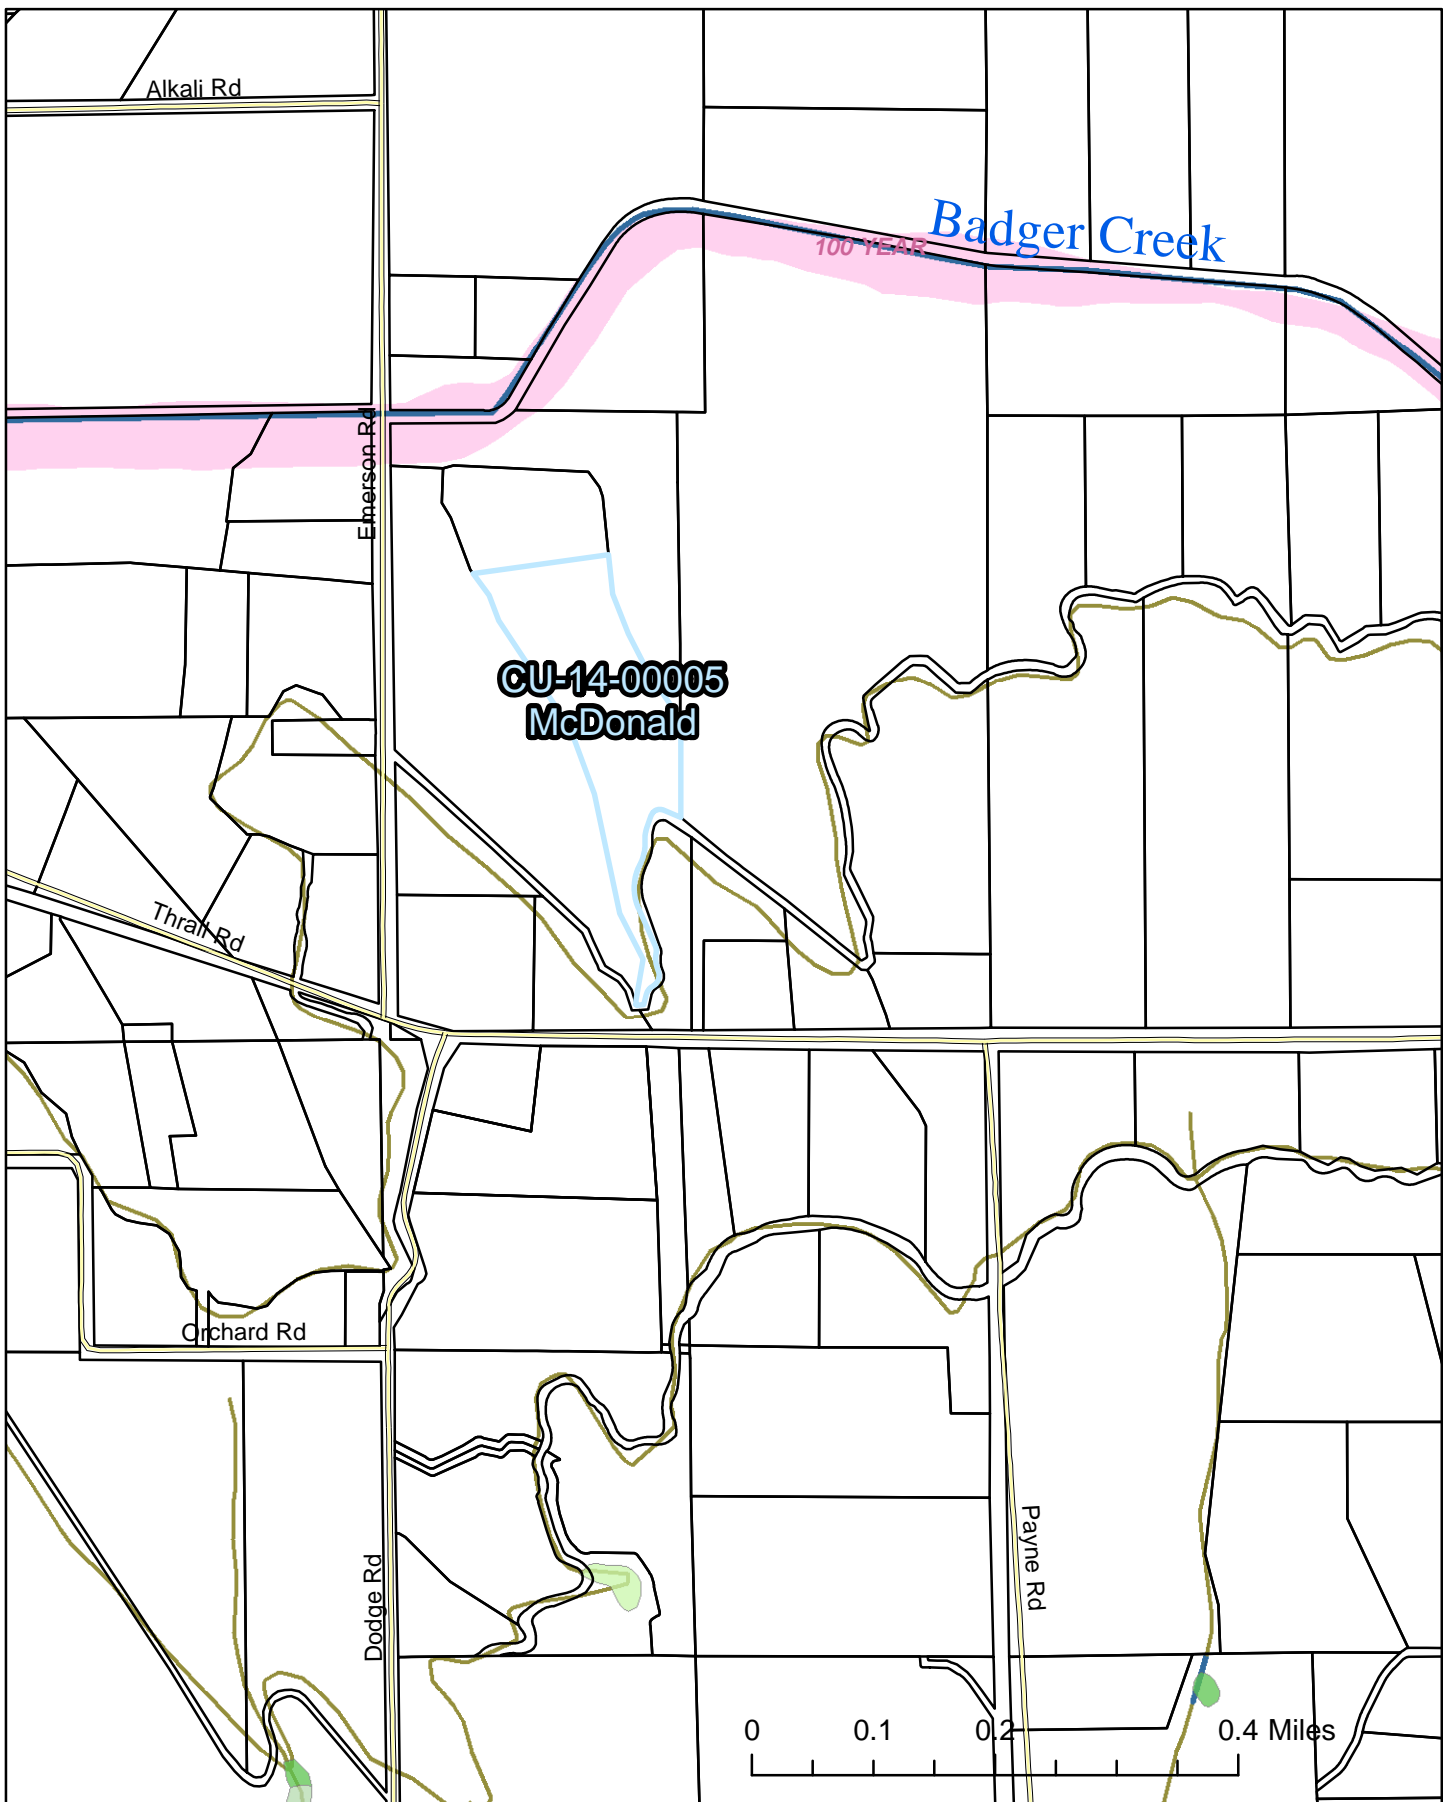 Alkali Rd
Badger Creek
100 YEAR
Emerson Rd
CU-14-00005
McDonald
Thrall Rd
Orchard Rd
Payne Rd
Dodge Rd
0 0.1 0.2 0.4 Miles